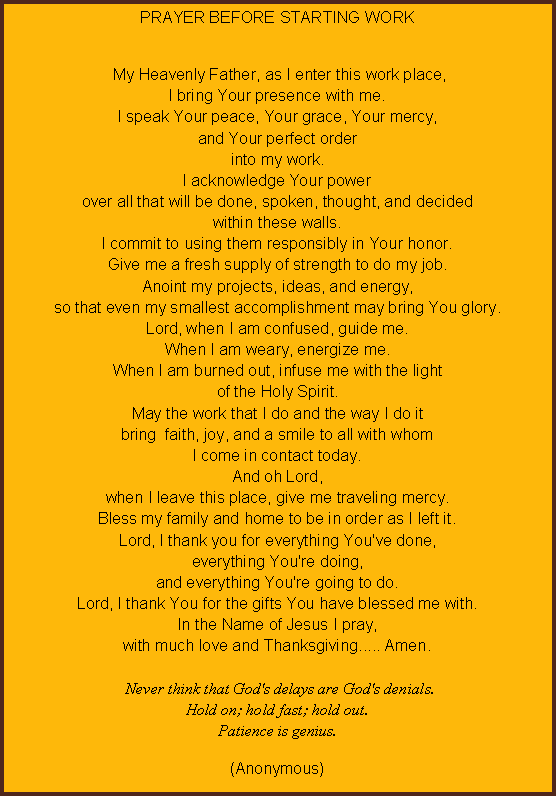 PRAYER BEFORE STARTING WORK
My Heavenly Father, as I enter this work place,
I bring Your presence with me.
I speak Your peace, Your grace, Your mercy,
and Your perfect order
into my work.
I acknowledge Your power
over all that will be done, spoken, thought, and decided
within these walls.
I commit to using them responsibly in Your honor.
Give me a fresh supply of strength to do my job.
Anoint my projects, ideas, and energy,
so that even my smallest accomplishment may bring You glory.
Lord, when I am confused, guide me.
When I am weary, energize me.
When I am burned out, infuse me with the light
of the Holy Spirit.
May the work that I do and the way I do it
bring  faith, joy, and a smile to all with whom
I come in contact today.
And oh Lord,
when I leave this place, give me traveling mercy.
Bless my family and home to be in order as I left it.
Lord, I thank you for everything You've done,
everything You're doing,
and everything You're going to do.
Lord, I thank You for the gifts You have blessed me with.
In the Name of Jesus I pray,
with much love and Thanksgiving..... Amen.
Never think that God's delays are God's denials.
Hold on; hold fast; hold out.
Patience is genius.
(Anonymous)